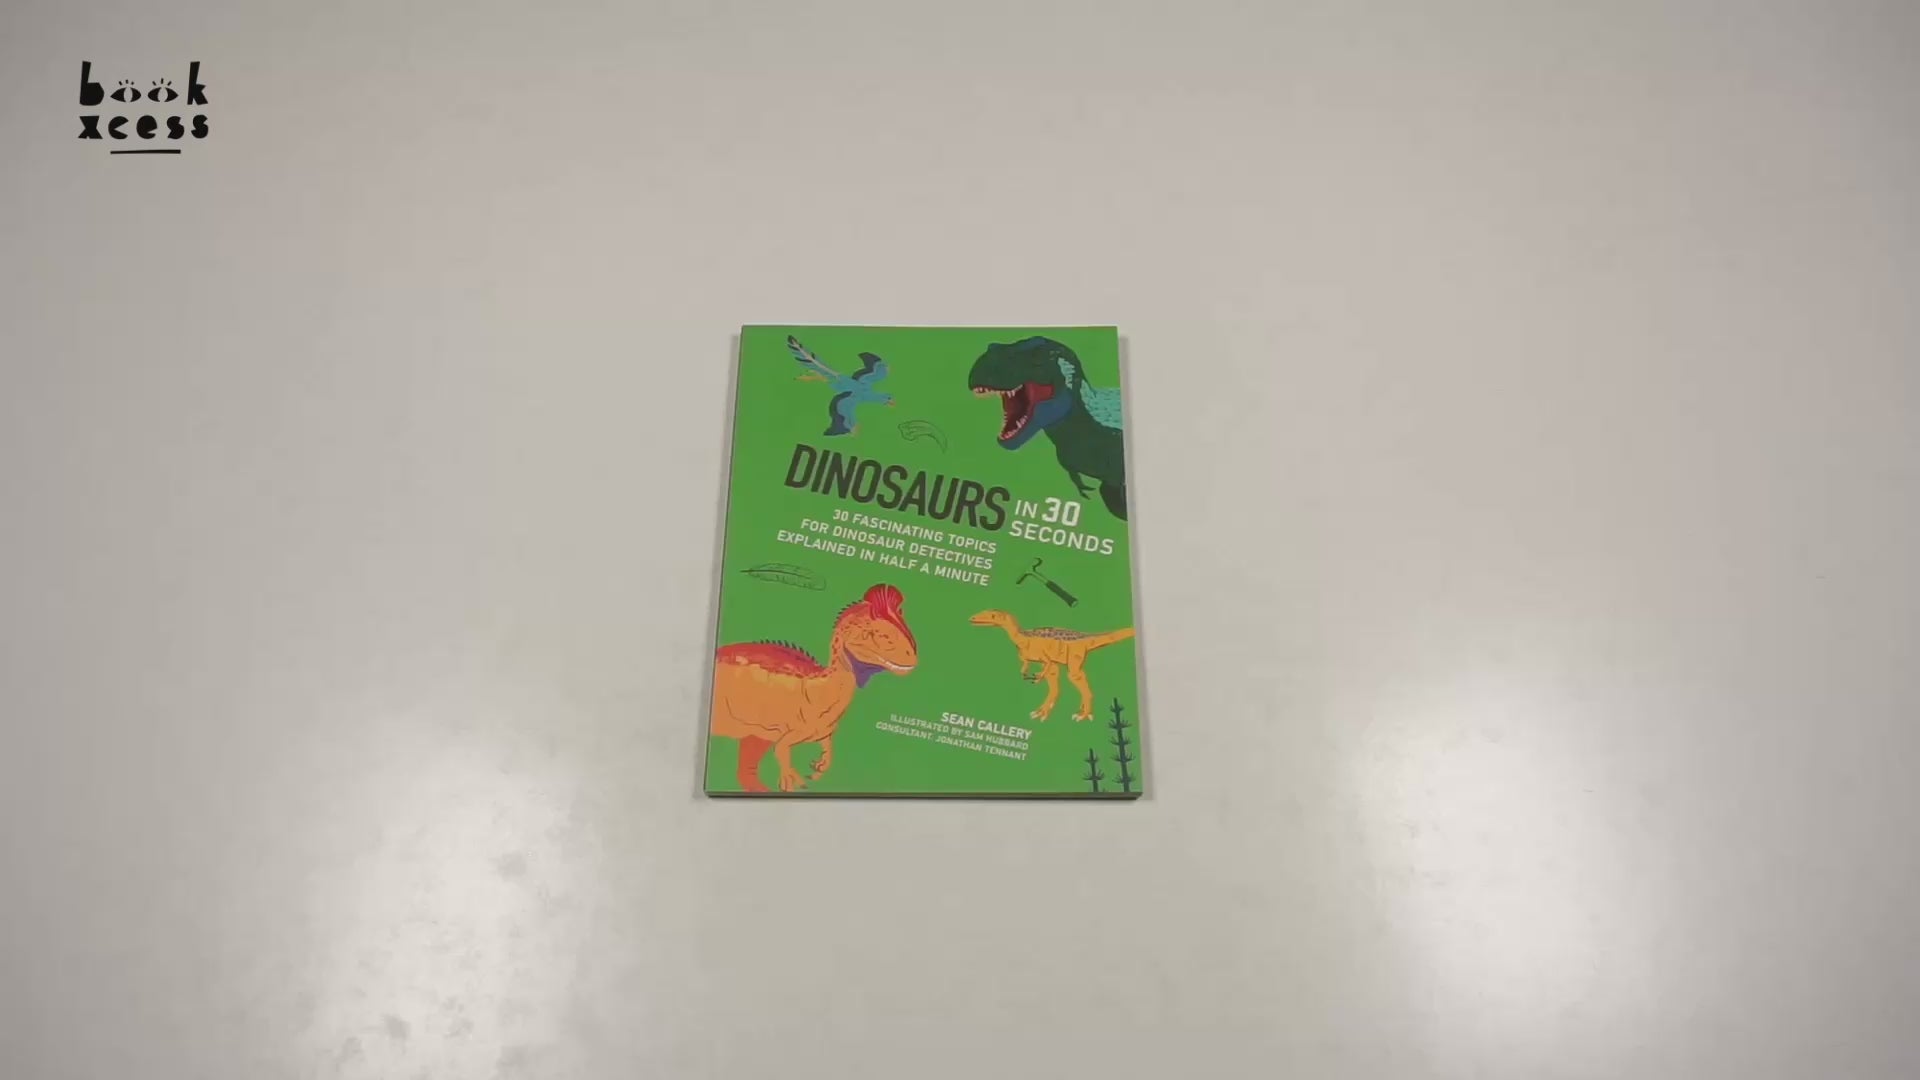 book
xcess
DINOSAURS IN 30
SECONDS
30 FASCINATING TOPICS
FOR DINOSAUR DETECTIVES
EXPLAINED IN HALF A MINUTE
SEAN CALLERY
ILLUSTRATED BY SAM HUBBARD
CONSULTANT: JONATHAN TENNANT